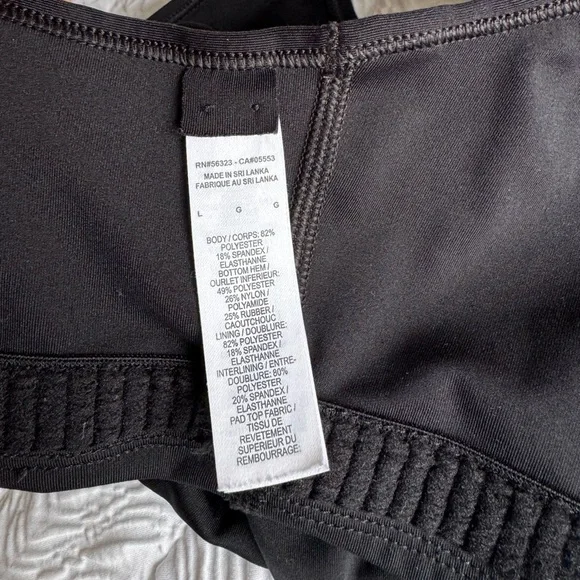 RN#56323 - CA#05553
MADE IN SRI LANKA
FABRIQUE AU SRI LANKA
L G G
BODY / CORPS: 82%
POLYESTER
18% SPANDEX /
ELASTHANNE
BOTTOM HEM /
OURLET INFERIEUR:
49% POLYESTER
26% NYLON /
POLYAMIDE
25% RUBBER /
CAOUTCHOUC
LINING / DOUBLURE:
82% POLYESTER
18% SPANDEX /
ELASTHANNE
INTERLINING / ENTRE-
DOUBLURE: 80%
POLYESTER
20% SPANDEX /
ELASTHANNE
PAD TOP FABRIC /
TISSU DE
REVETEMENT
SUPERIEUR DU
REMBOURRAGE: